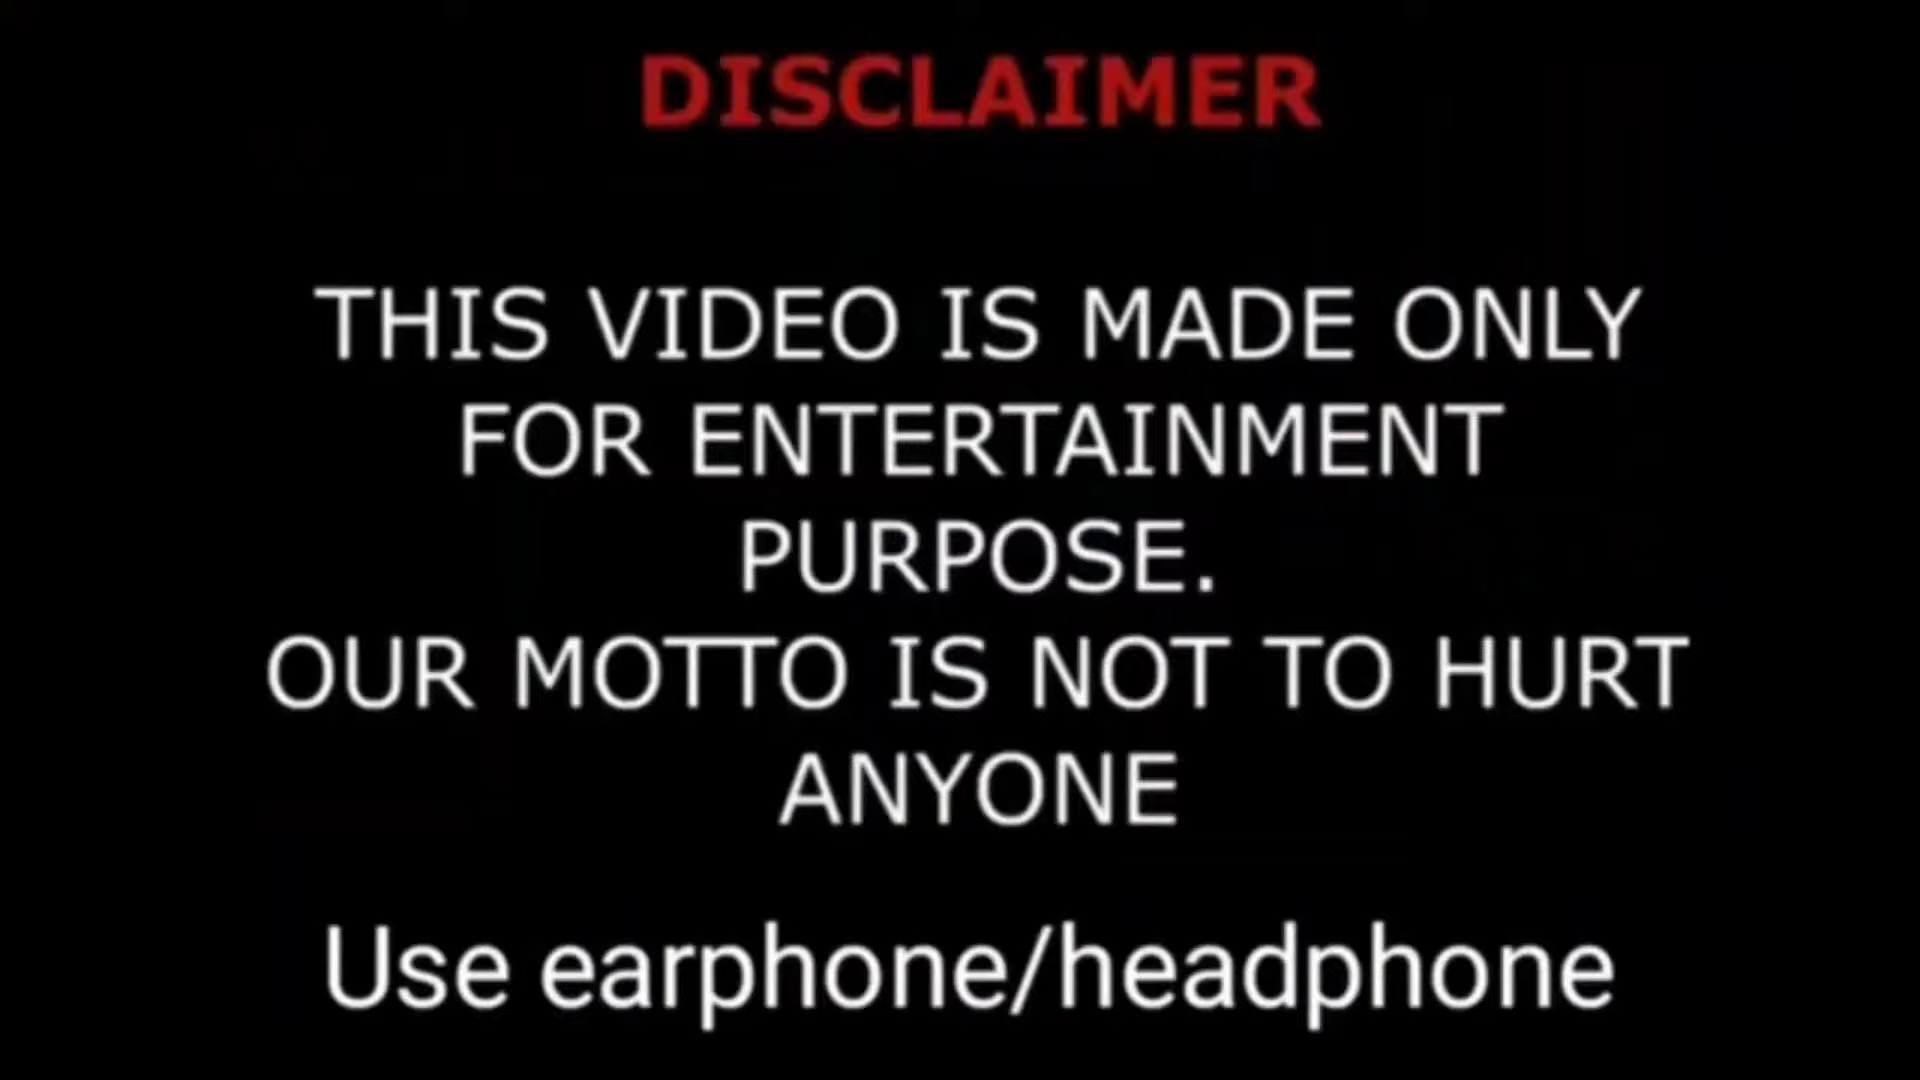 DISCLAIMER
THIS VIDEO IS MADE ONLY
FOR ENTERTAINMENT
PURPOSE.
OUR MOTTO IS NOT TO HURT
ANYONE
Use earphone/headphone